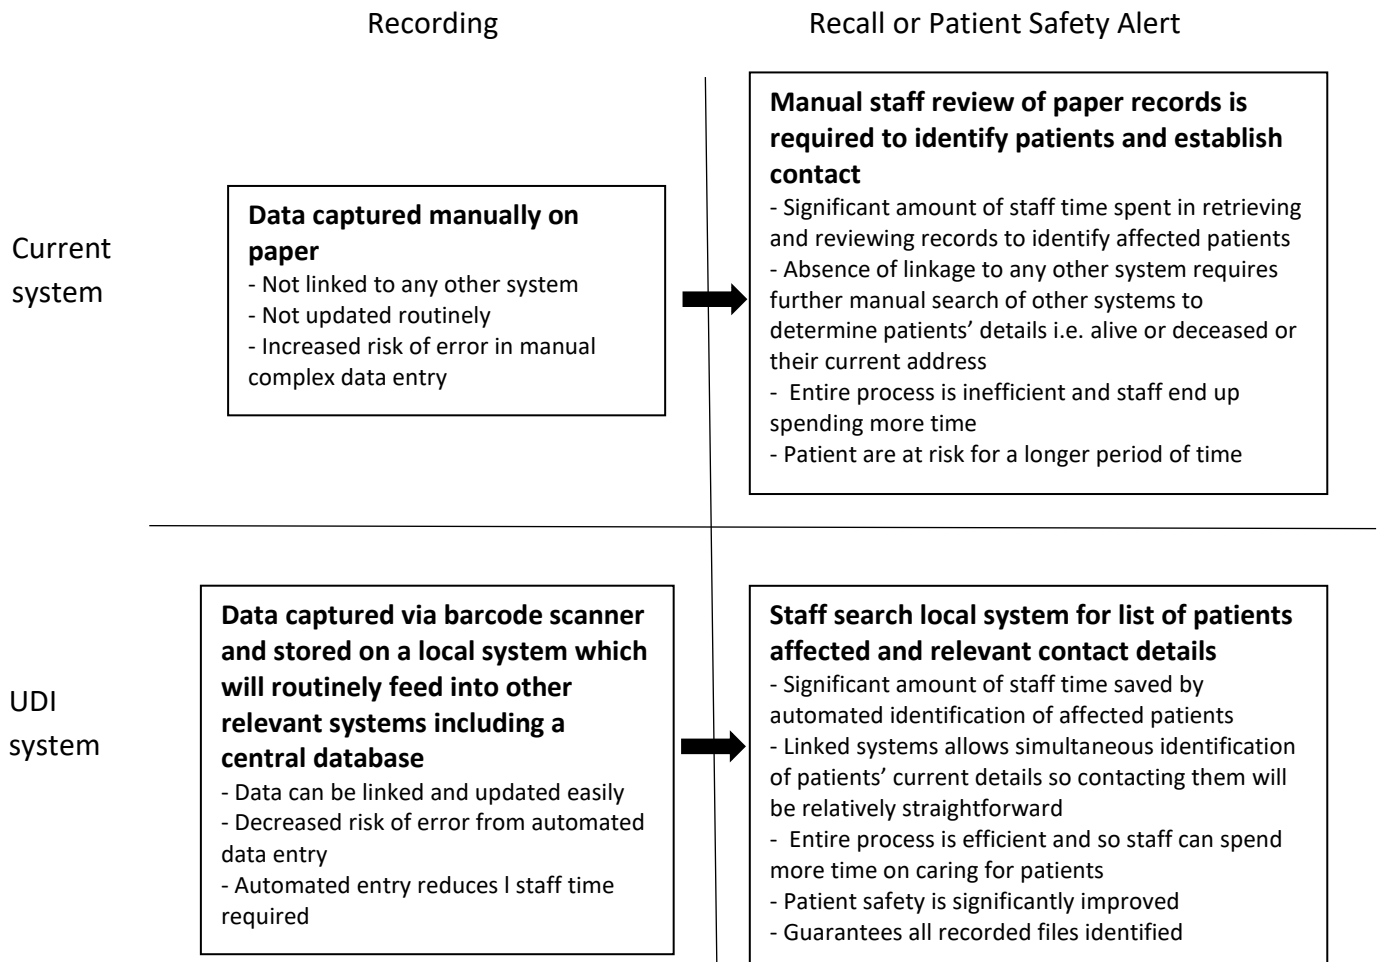 Recording
Recall or Patient Safety Alert
Current
system
Data captured manually on
paper
- Not linked to any other system
- Not updated routinely
- Increased risk of error in manual
complex data entry
Manual staff review of paper records is
required to identify patients and establish
contact
- Significant amount of staff time spent in retrieving
and reviewing records to identify affected patients
- Absence of linkage to any other system requires
further manual search of other systems to
determine patients’ details i.e. alive or deceased or
their current address
-  Entire process is inefficient and staff end up
spending more time
- Patient are at risk for a longer period of time
UDI
system
Data captured via barcode scanner
and stored on a local system which
will routinely feed into other
relevant systems including a
central database
- Data can be linked and updated easily
- Decreased risk of error from automated
data entry
- Automated entry reduces l staff time
required
Staff search local system for list of patients
affected and relevant contact details
- Significant amount of staff time saved by
automated identification of affected patients
- Linked systems allows simultaneous identification
of patients’ current details so contacting them will
be relatively straightforward
-  Entire process is efficient and so staff can spend
more time on caring for patients
- Patient safety is significantly improved
- Guarantees all recorded files identified